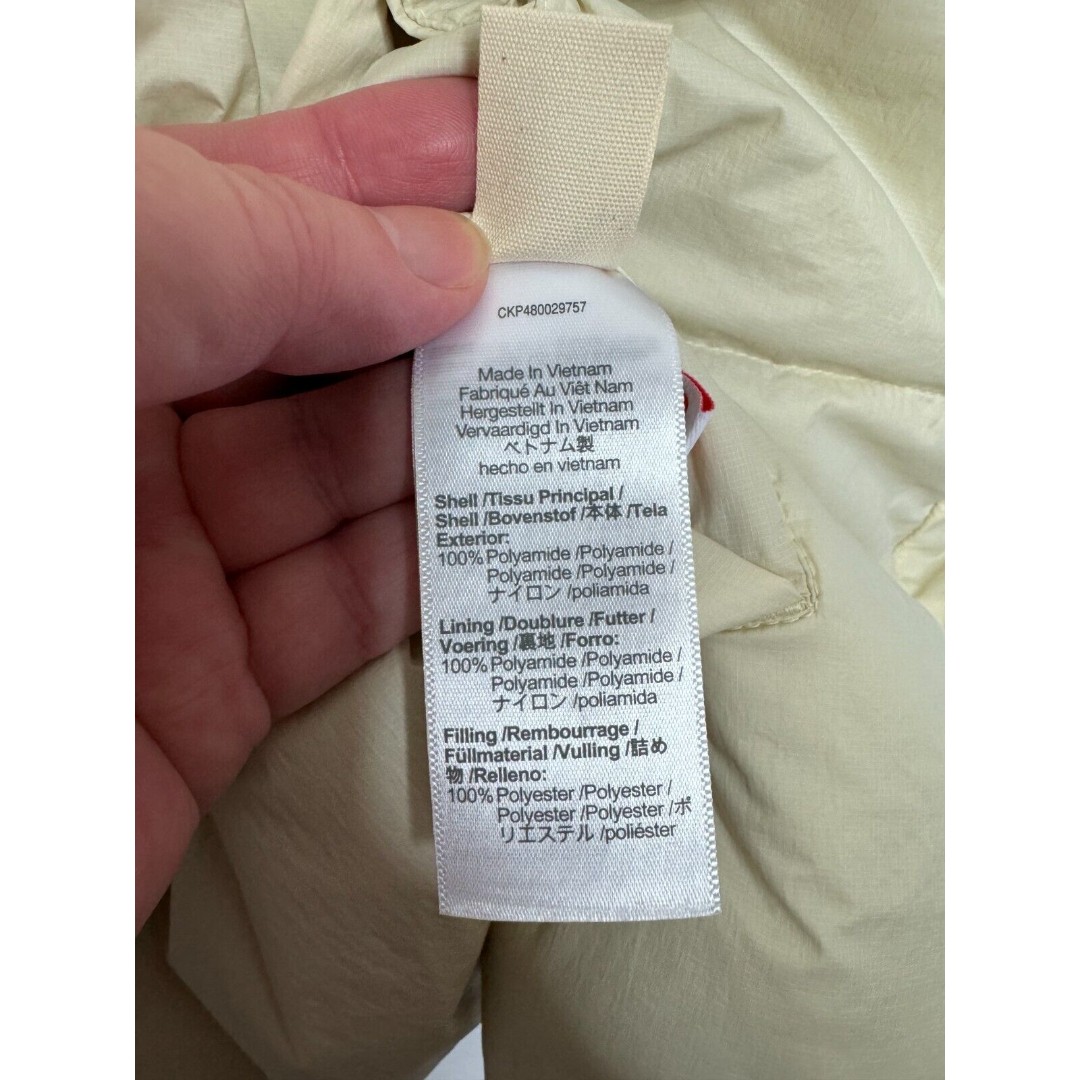 CKP480029757
Made In Vietnam
Fabriqué Au Viêt Nam
Hergestellt In Vietnam
Vervaardigd In Vietnam
ベトナム製
hecho en vietnam
Shell /Tissu Principal /
Shell /Bovenstof /本体 /Tela
Exterior:
100% Polyamide /Polyamide /
Polyamide /Polyamide /
ナイロン /poliamida
Lining /Doublure /Futter /
Voering /裏地 /Forro:
100% Polyamide /Polyamide /
Polyamide /Polyamide /
ナイロン /poliamida
Filling /Rembourrage /
Füllmaterial /Vulling /詰め
物 /Relleno:
100% Polyester /Polyester /
Polyester /Polyester /ポ
リエステル /poliéster